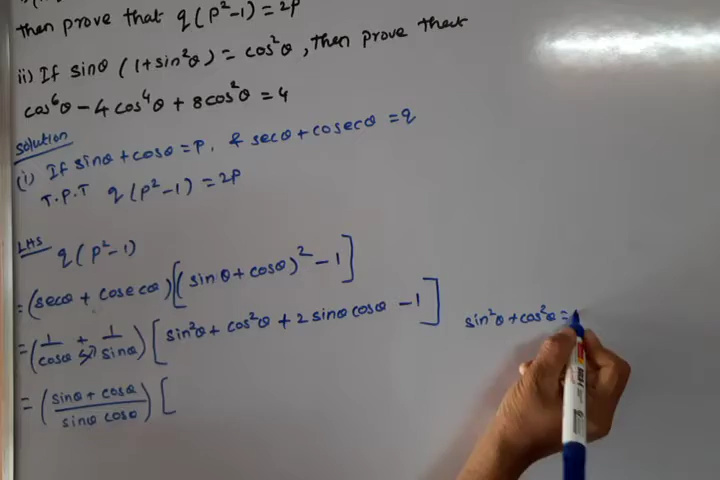 then prove that q(p²-1) = 2p
ii) If sinθ (1+sin²θ) = cos²θ, then prove that
cos⁶θ - 4cos⁴θ + 8cos²θ = 4
Solution
(i) If sinθ + cosθ = P, & secθ + cosecθ = q
T.P.T q(p²-1) = 2p
LHS q(p²-1)
= (secθ + cosecθ)[(sinθ + cosθ)² - 1]
= (1/cosθ + 1/sinθ) [sin²θ + cos²θ + 2 sinθ cosθ - 1]
sin²θ + cos²θ =
= (sinθ + cosθ / sinθ cosθ) [